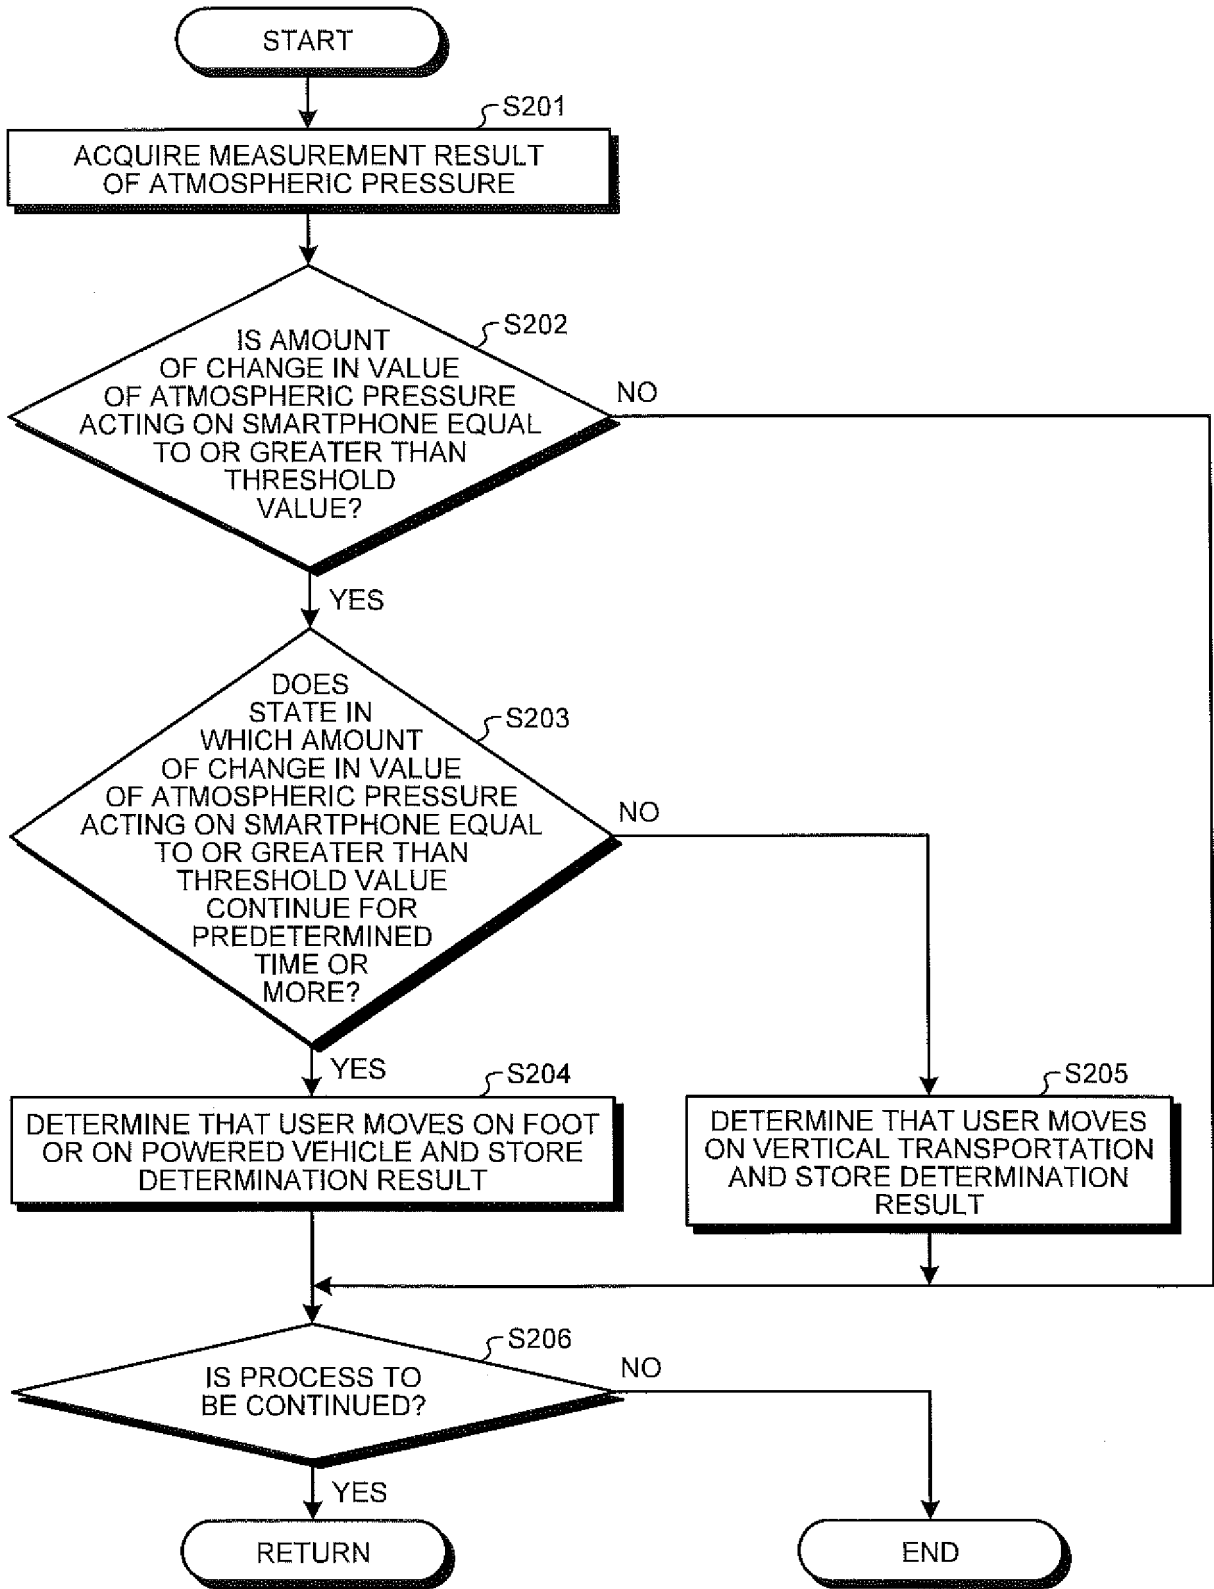 START
S201
ACQUIRE MEASUREMENT RESULT
OF ATMOSPHERIC PRESSURE
S202
IS AMOUNT
OF CHANGE IN VALUE
OF ATMOSPHERIC PRESSURE
ACTING ON SMARTPHONE EQUAL
TO OR GREATER THAN
THRESHOLD
VALUE?
NO
YES
S203
DOES
STATE IN
WHICH AMOUNT
OF CHANGE IN VALUE
OF ATMOSPHERIC PRESSURE
ACTING ON SMARTPHONE EQUAL
TO OR GREATER THAN
THRESHOLD VALUE
CONTINUE FOR
PREDETERMINED
TIME OR
MORE?
NO
YES
S204
DETERMINE THAT USER MOVES ON FOOT
OR ON POWERED VEHICLE AND STORE
DETERMINATION RESULT
S205
DETERMINE THAT USER MOVES
ON VERTICAL TRANSPORTATION
AND STORE DETERMINATION
RESULT
S206
IS PROCESS TO
BE CONTINUED?
NO
YES
RETURN
END